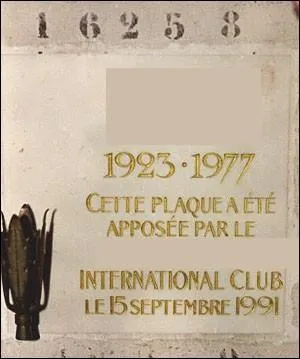 16258
1923 · 1977
CETTE PLAQUE A ÉTÉ
APPOSÉE PAR LE
INTERNATIONAL CLUB
LE 15 SEPTEMBRE 1991